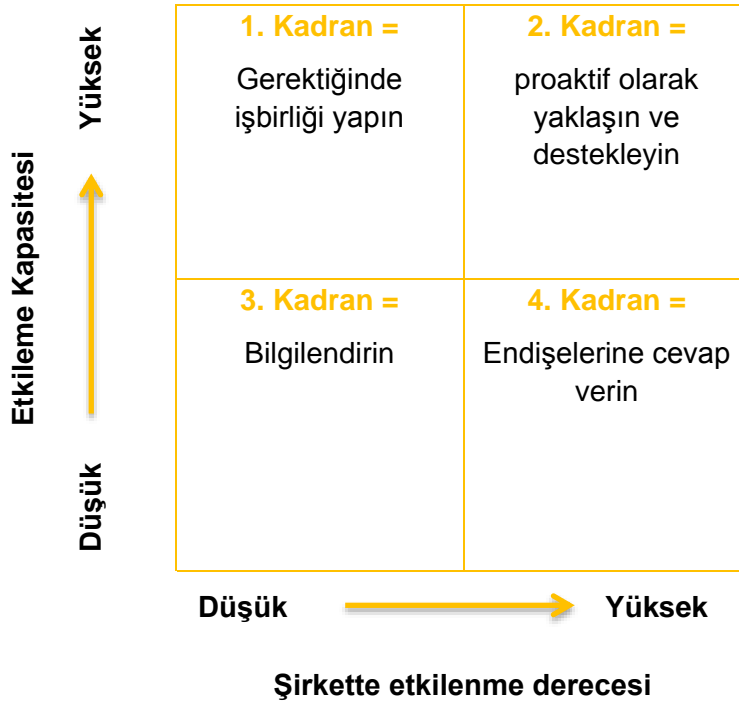 Etkileme Kapasitesi
Yüksek
Düşük
1. Kadran =
Gerektiğinde
işbirliği yapın
2. Kadran =
proaktif olarak
yaklaşın ve
destekleyin
3. Kadran =
Bilgilendirin
4. Kadran =
Endişelerine cevap
verin
Düşük
Yüksek
Şirkette etkilenme derecesi